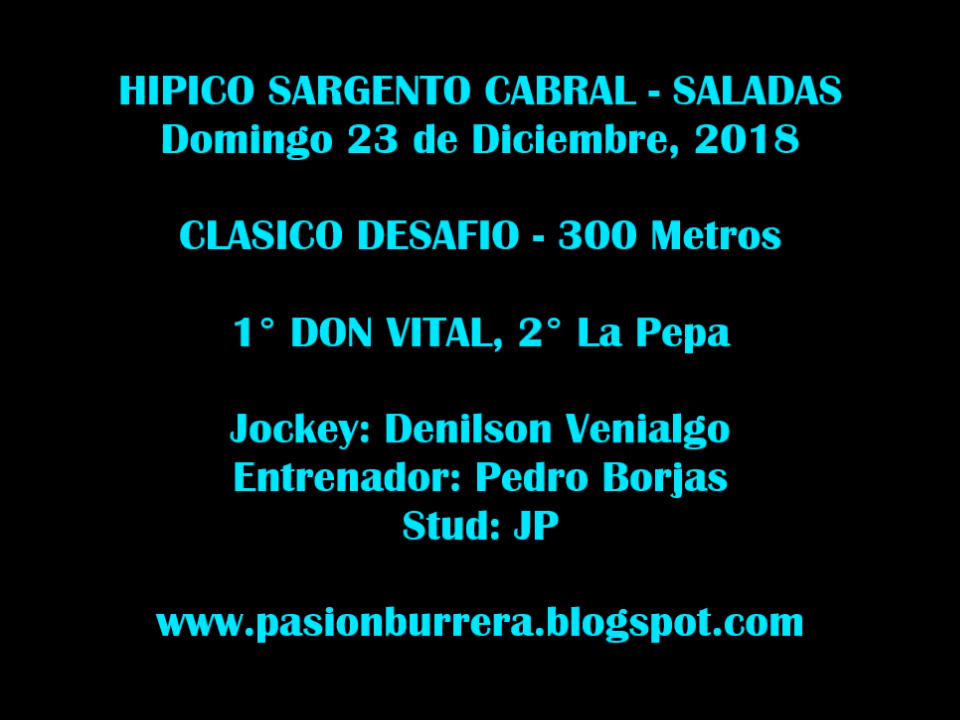 HIPICO SARGENTO CABRAL - SALADAS
Domingo 23 de Diciembre, 2018
CLASICO DESAFIO - 300 Metros
1° DON VITAL, 2° La Pepa
Jockey: Denilson Venialgo
Entrenador: Pedro Borjas
Stud: JP
www.pasionburrera.blogspot.com